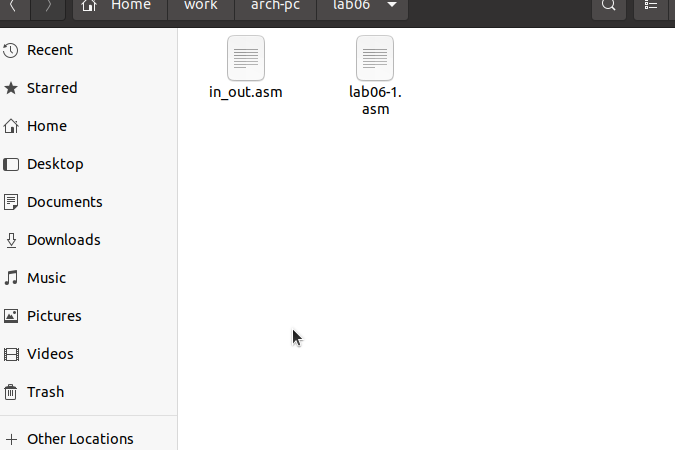 Home work arch-pc lab06
Recent
Starred
Home
Desktop
Documents
Downloads
Music
Pictures
Videos
Trash
Other Locations
in_out.asm
lab06-1.
asm